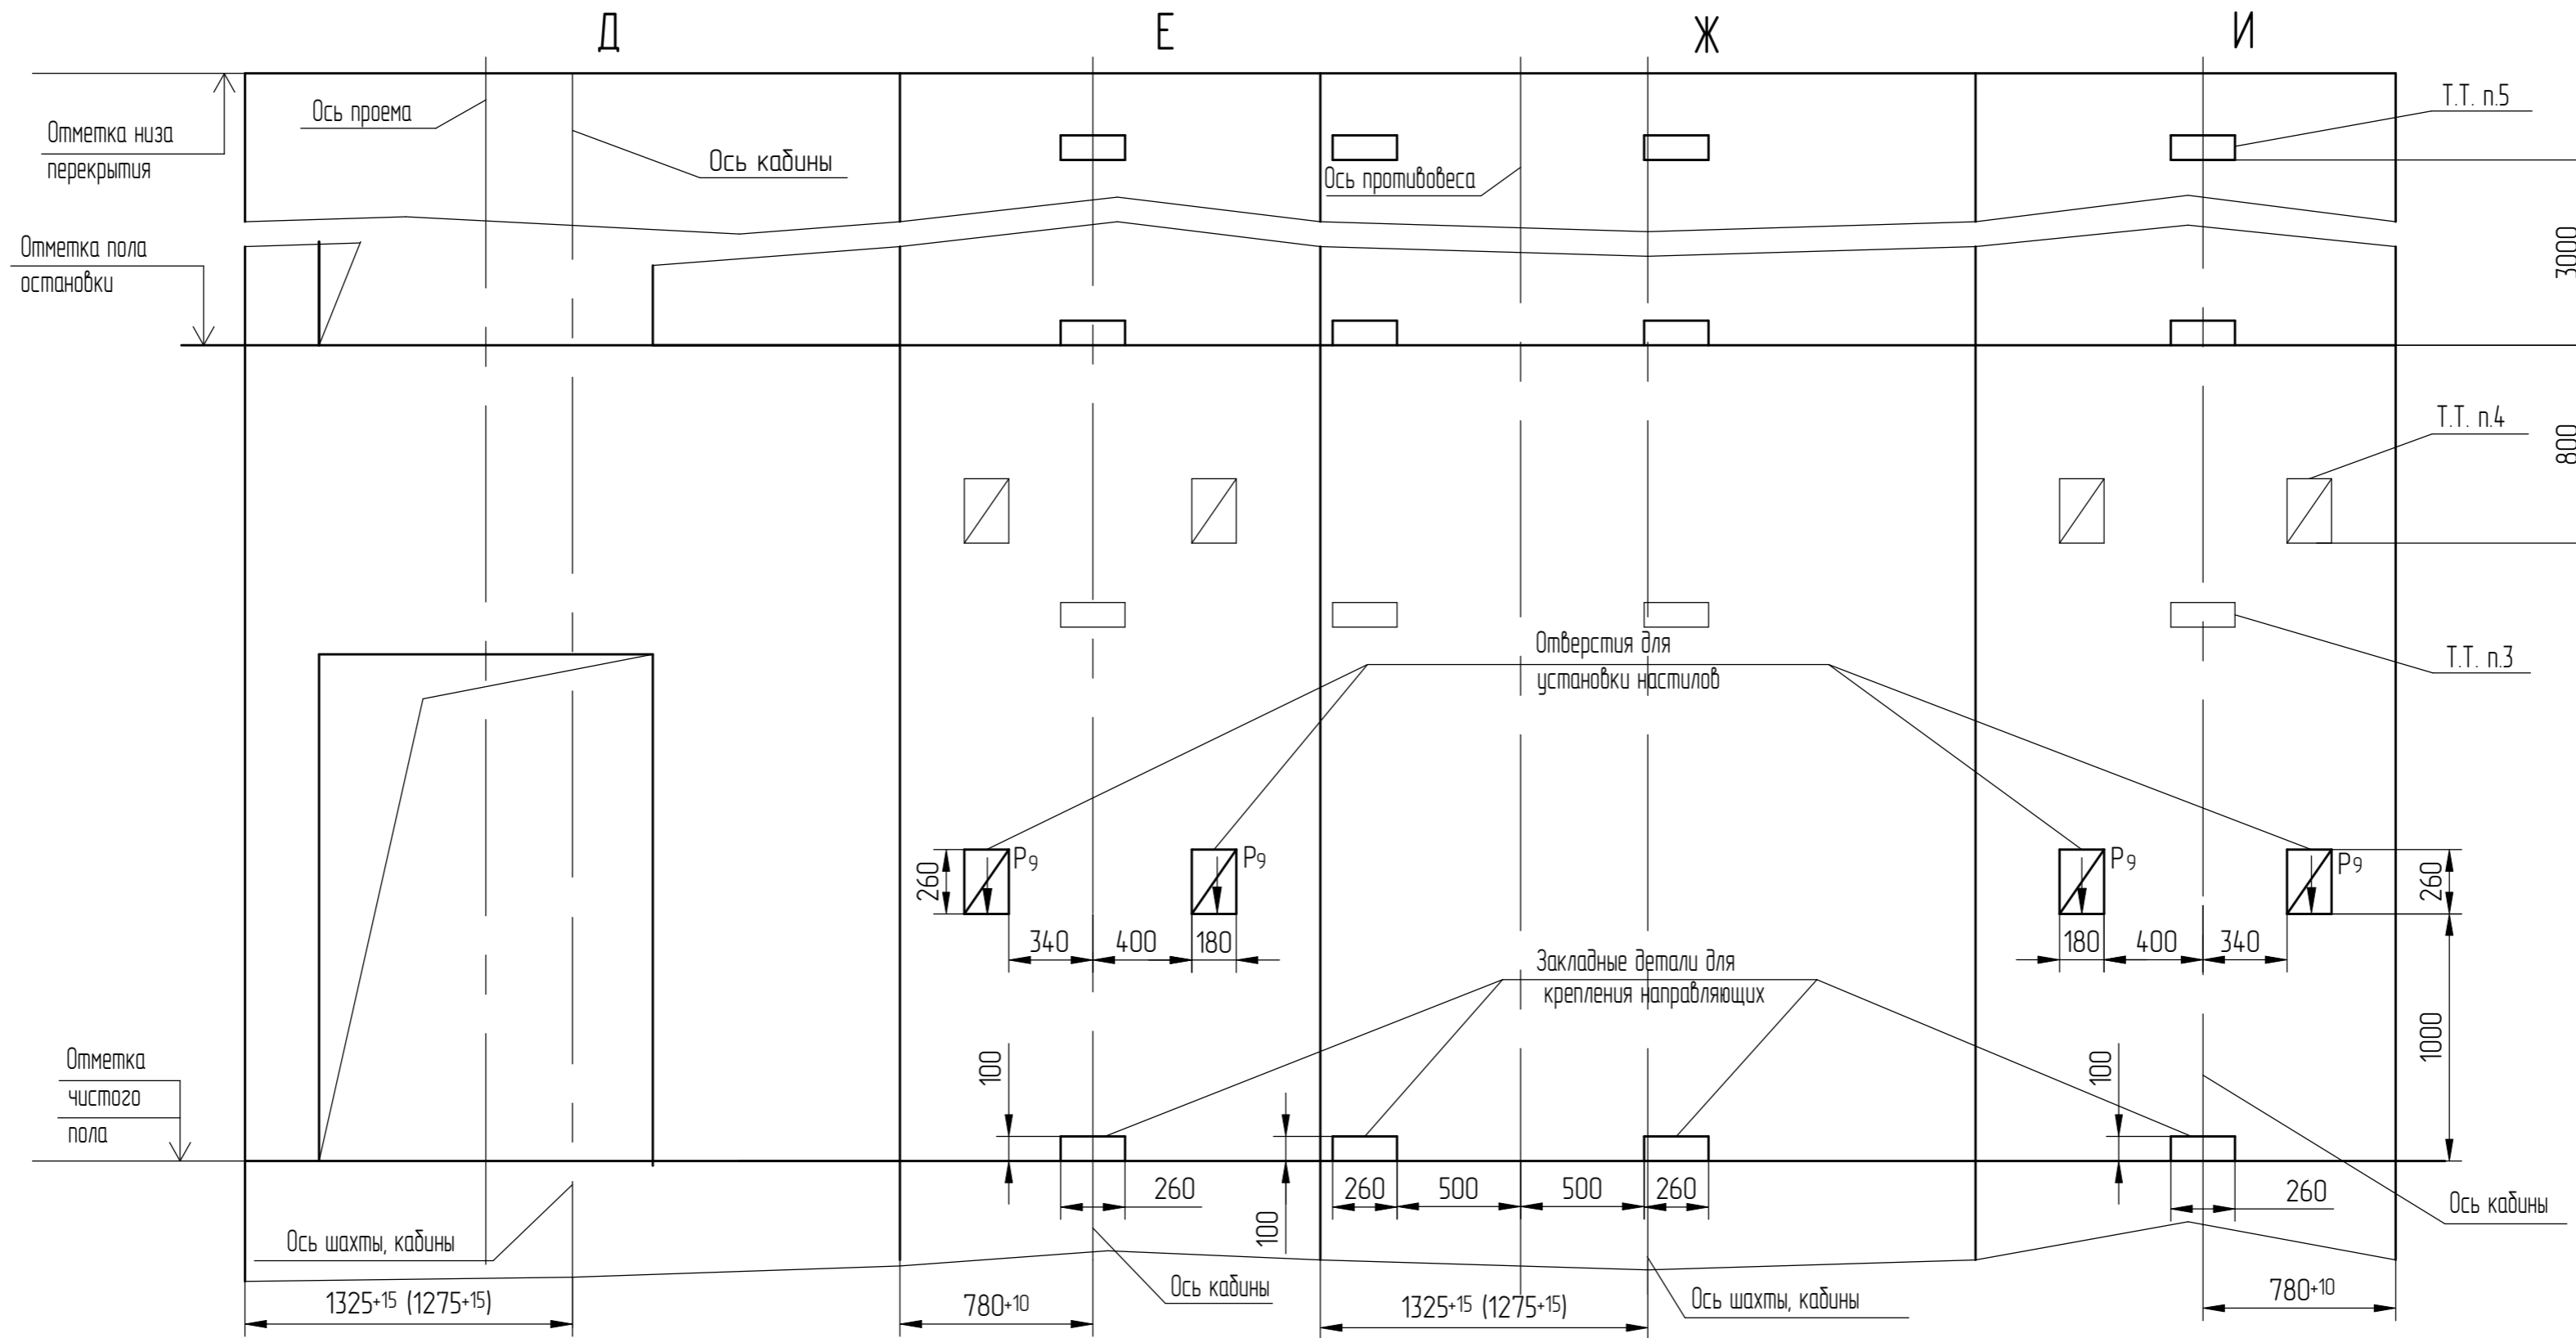 Д
Е
Ж
И
Ось проема
Отметка низа
перекрытия
Ось кабины
Ось противовеса
Т.Т. п.5
3000
Отметка пола
остановки
Т.Т. п.4
800
Отверстия для
установки настилов
Т.Т. п.3
260
P9
P9
P9
P9
260
340
400
180
180
400
340
Закладные детали для
крепления направляющих
1000
Отметка
чистого
пола
100
100
260
100
260
500
500
260
260
Ось шахты, кабины
Ось кабины
Ось кабины
Ось шахты, кабины
1325+15 (1275+15)
780+10
1325+15 (1275+15)
780+10